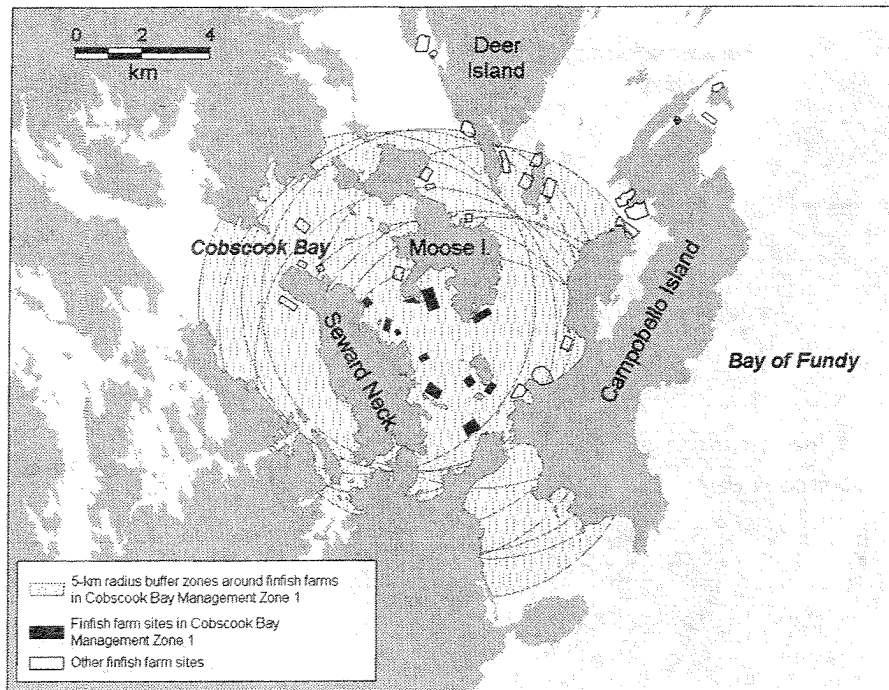 0 2 4
km
Deer
Island
Cobscook Bay
Moose I.
Seward Neck
Campobello Island
Bay of Fundy
5-km radius buffer zones around finfish farms
in Cobscook Bay Management Zone 1
Finfish farm sites in Cobscook Bay
Management Zone 1
Other finfish farm sites